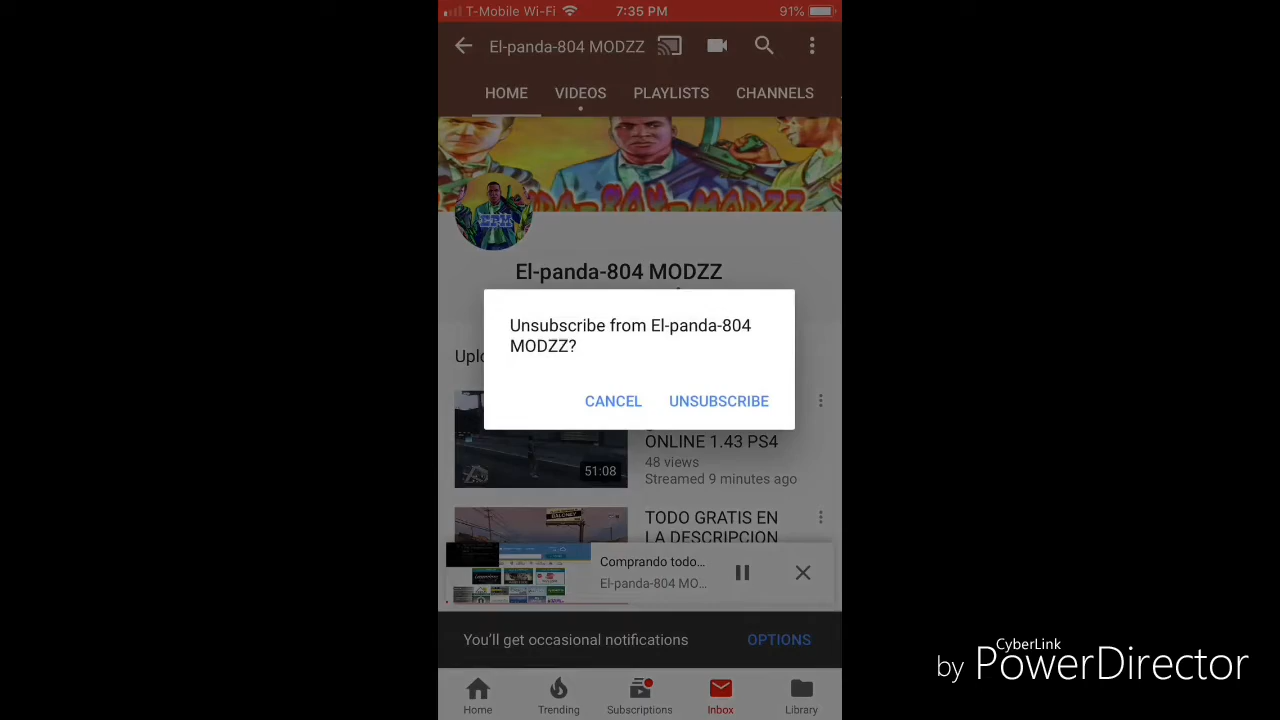 T-Mobile Wi-Fi 7:35 PM 91%
El-panda-804 MODZZ
HOME VIDEOS PLAYLISTS CHANNELS
El-panda-804 MODZZ
Unsubscribe from El-panda-804
MODZZ?
CANCEL UNSUBSCRIBE
ONLINE 1.43 PS4
48 views
Streamed 9 minutes ago
51:08
TODO GRATIS EN
LA DESCRIPCION
Comprando todo...
El-panda-804 MO...
You'll get occasional notifications OPTIONS
Home Trending Subscriptions Inbox Library
CyberLink
by PowerDirector